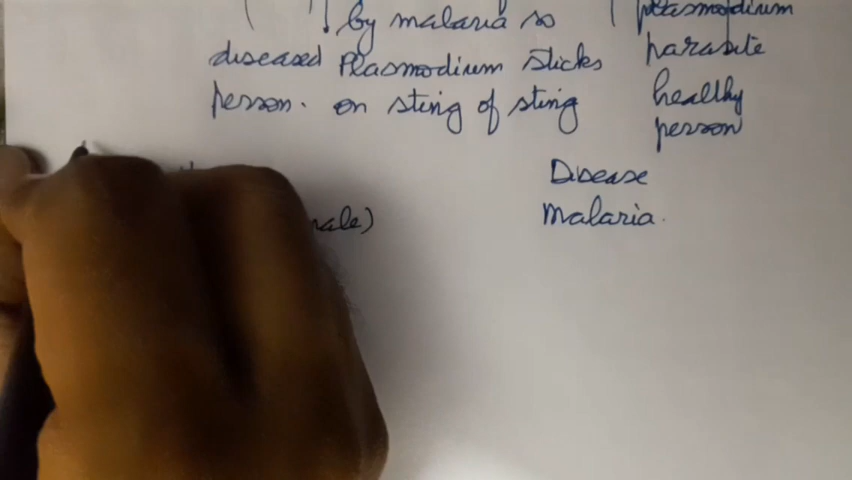 by malaria so
diseased Plasmodium sticks
person. on sting of sting
plasmodium
parasite
healthy
person
Disease
Malaria.